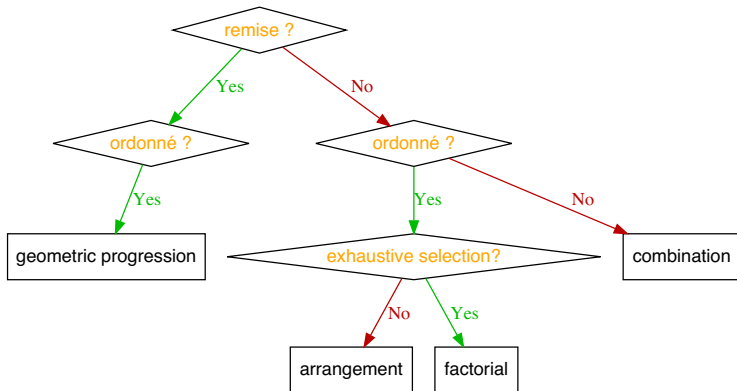 remise ?
Yes
No
ordonné ?
ordonné ?
Yes
Yes
No
geometric progression
exhaustive selection?
combination
No
Yes
arrangement
factorial